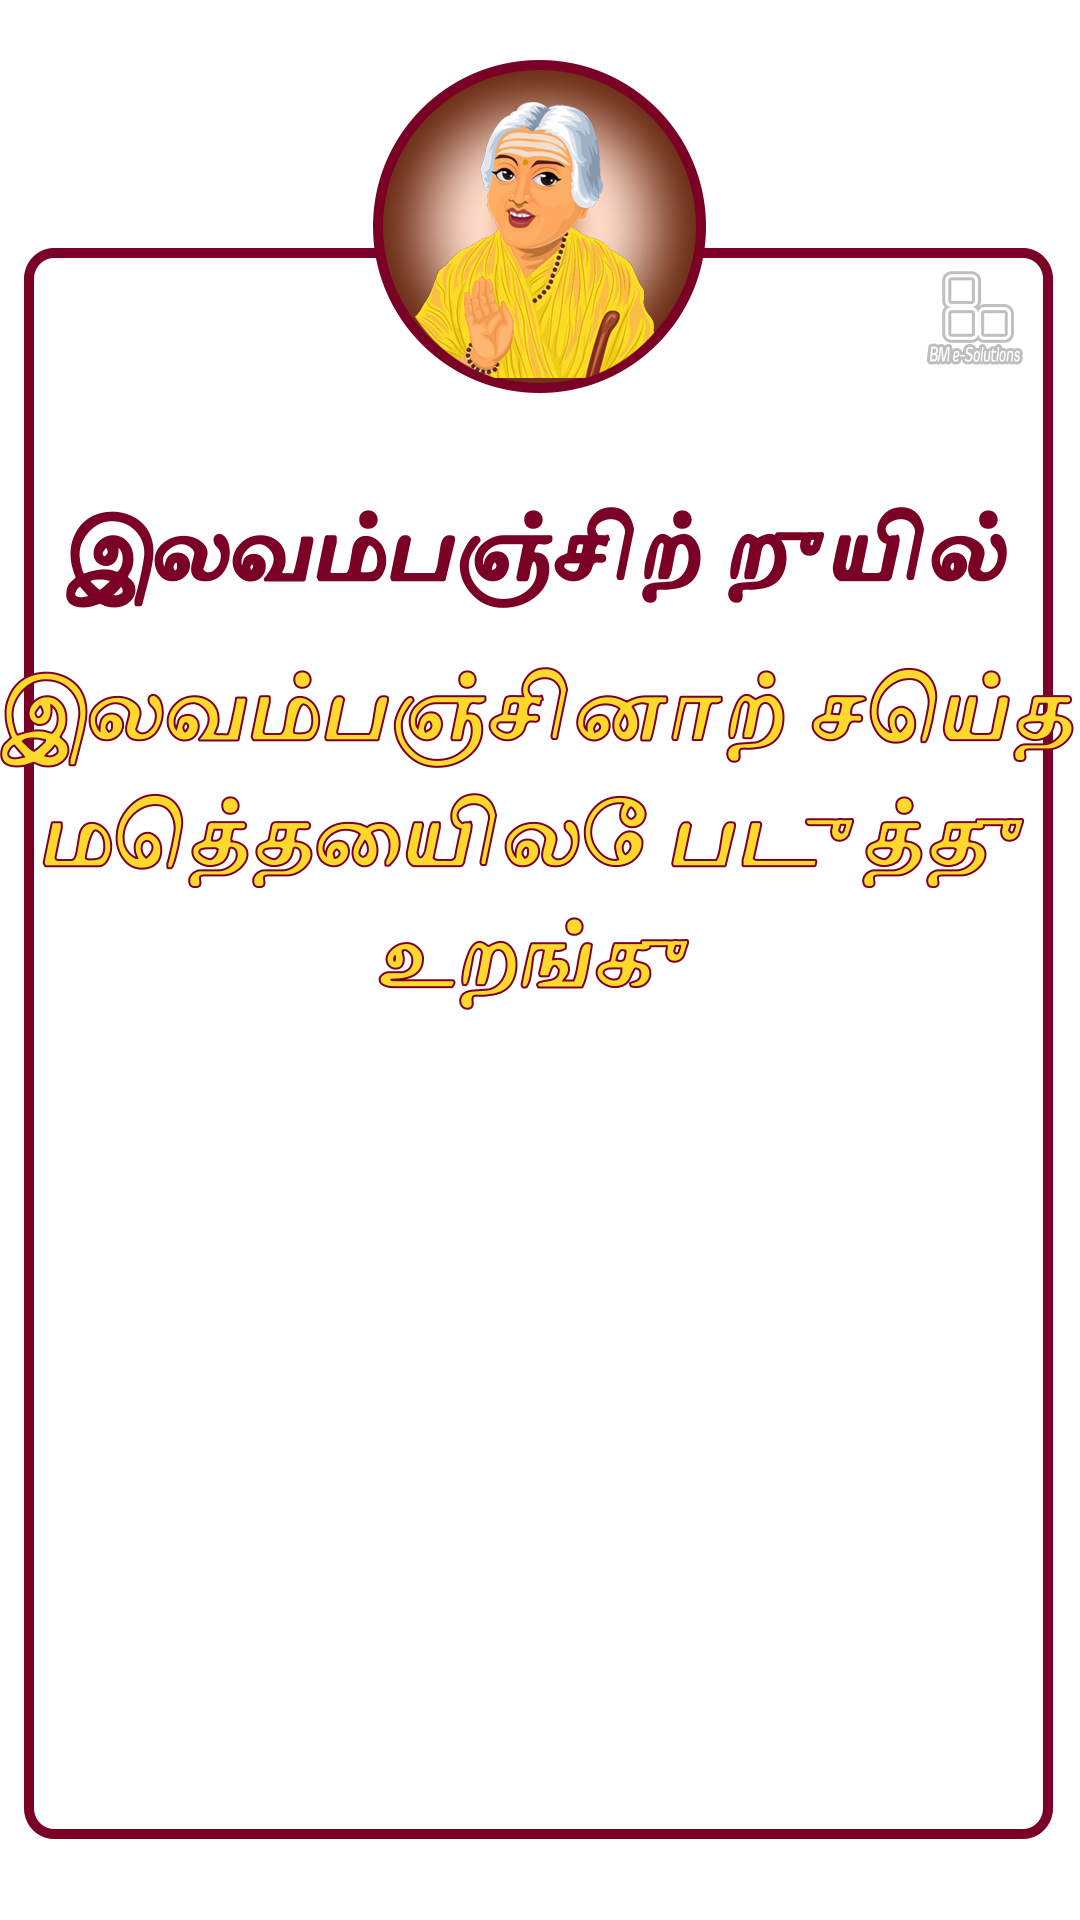 BM e-Solutions
இலவம்பஞ்சிற் றுயில்
இலவம்பஞ்சினாற் செய்த
மெத்தையிலே படுத்து
உறங்கு